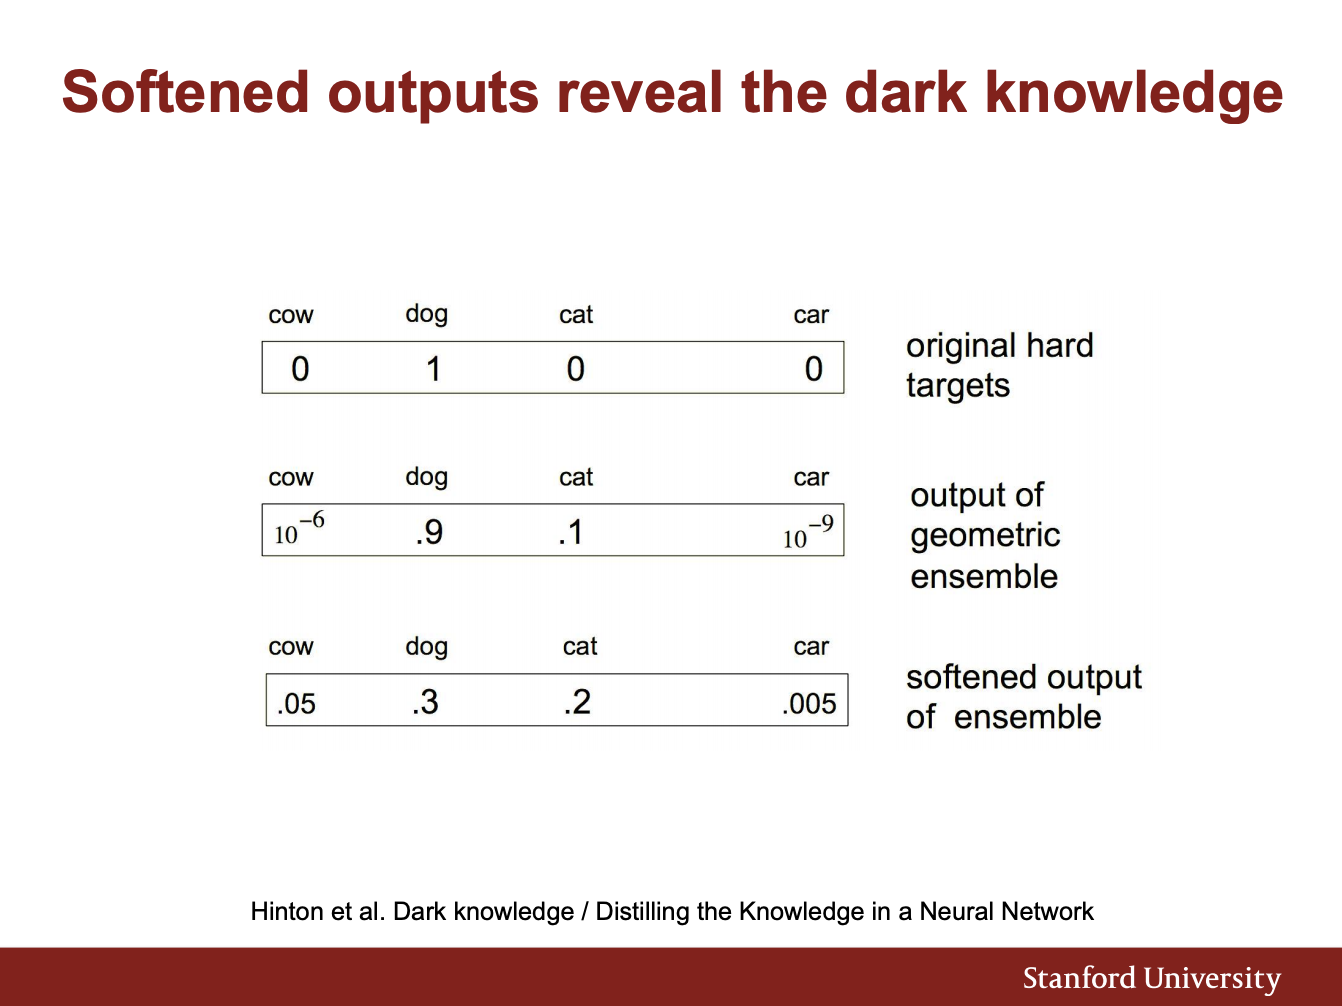 Softened outputs reveal the dark knowledge
cow dog cat car
0 1 0 0
original hard
targets
cow dog cat car
10⁻⁶ .9 .1 10⁻⁹
output of
geometric
ensemble
cow dog cat car
.05 .3 .2 .005
softened output
of ensemble
Hinton et al. Dark knowledge / Distilling the Knowledge in a Neural Network
Stanford University